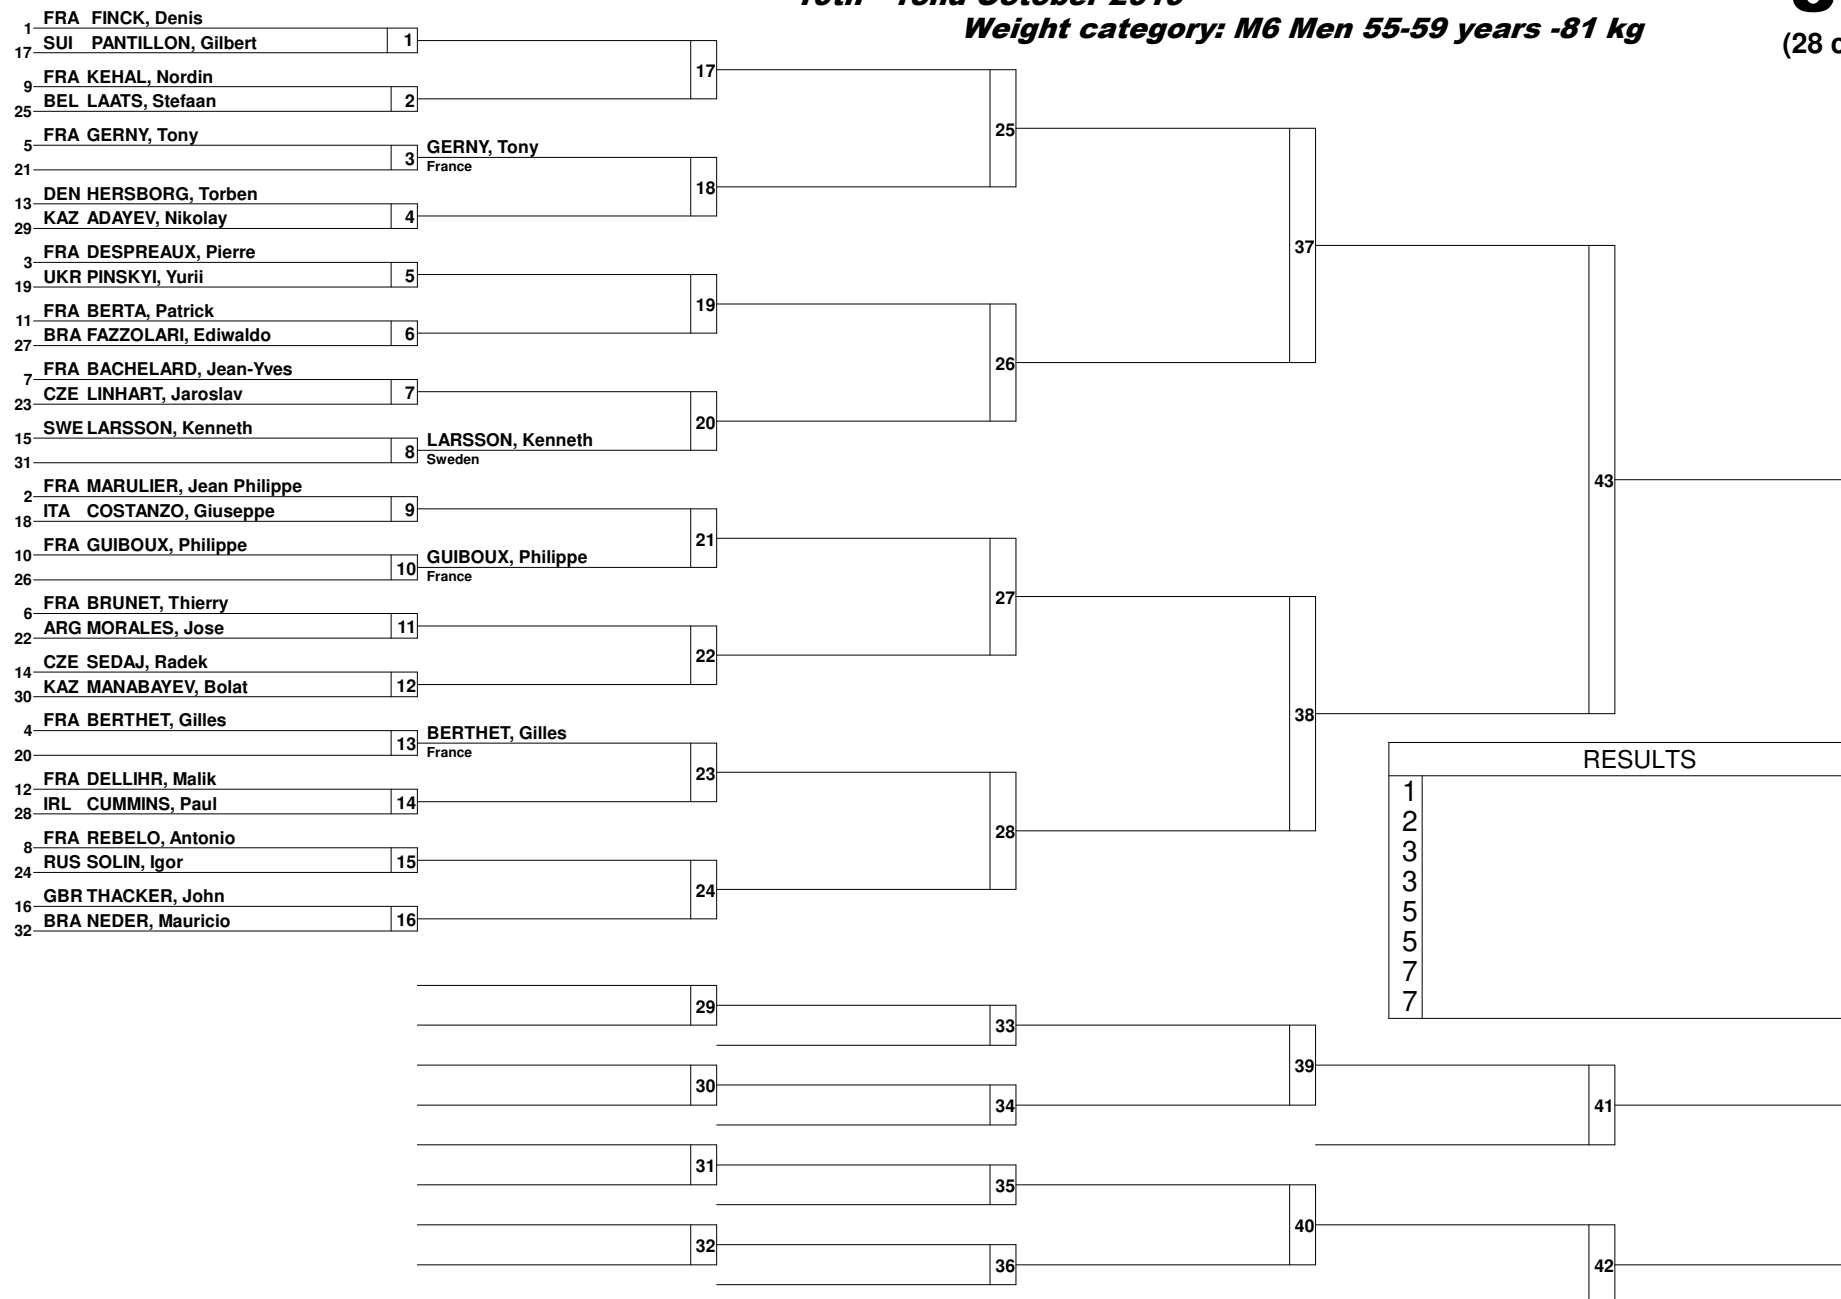 Weight category: M6 Men 55-59 years -81 kg
(28 c
1 FRA FINCK, Denis
17 SUI PANTILLON, Gilbert 1
9 FRA KEHAL, Nordin
25 BEL LAATS, Stefaan 2
5 FRA GERNY, Tony
21 3
GERNY, Tony
France
13 DEN HERSBORG, Torben
29 KAZ ADAYEV, Nikolay 4
3 FRA DESPREAUX, Pierre
19 UKR PINSKYI, Yurii 5
11 FRA BERTA, Patrick
27 BRA FAZZOLARI, Ediwaldo 6
7 FRA BACHELARD, Jean-Yves
23 CZE LINHART, Jaroslav 7
15 SWE LARSSON, Kenneth
31 8
LARSSON, Kenneth
Sweden
2 FRA MARULIER, Jean Philippe
18 ITA COSTANZO, Giuseppe 9
10 FRA GUIBOUX, Philippe
26 10
GUIBOUX, Philippe
France
6 FRA BRUNET, Thierry
22 ARG MORALES, Jose 11
14 CZE SEDAJ, Radek
30 KAZ MANABAYEV, Bolat 12
4 FRA BERTHET, Gilles
20 13
BERTHET, Gilles
France
12 FRA DELLIHR, Malik
28 IRL CUMMINS, Paul 14
8 FRA REBELO, Antonio
24 RUS SOLIN, Igor 15
16 GBR THACKER, John
32 BRA NEDER, Mauricio 16
17
18
19
20
21
22
23
24
25
26
27
28
37
38
43
RESULTS
1
2
3
3
5
5
7
7
29
30
31
32
33
34
35
36
39
40
41
42